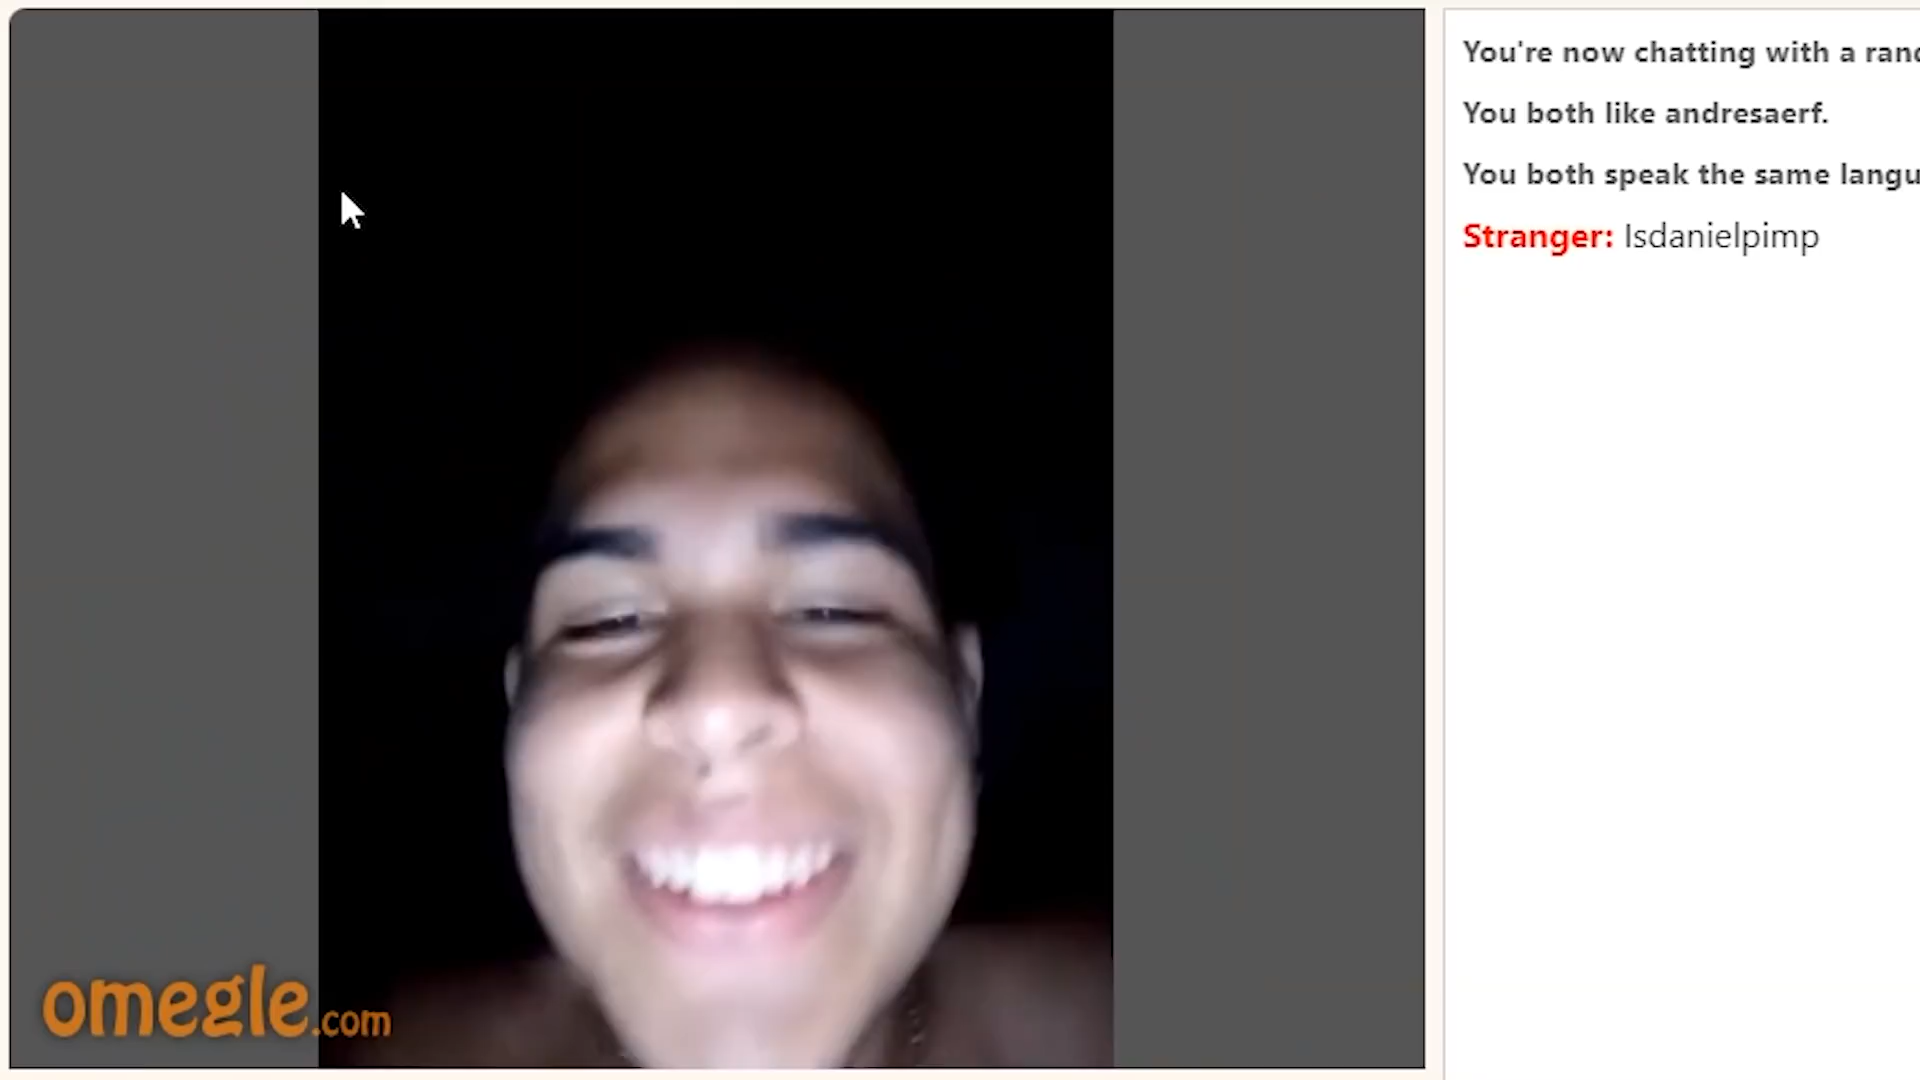 You're now chatting with a ran
You both like andresaerf.
You both speak the same langu
Stranger: Isdanielpimp
omegle.com